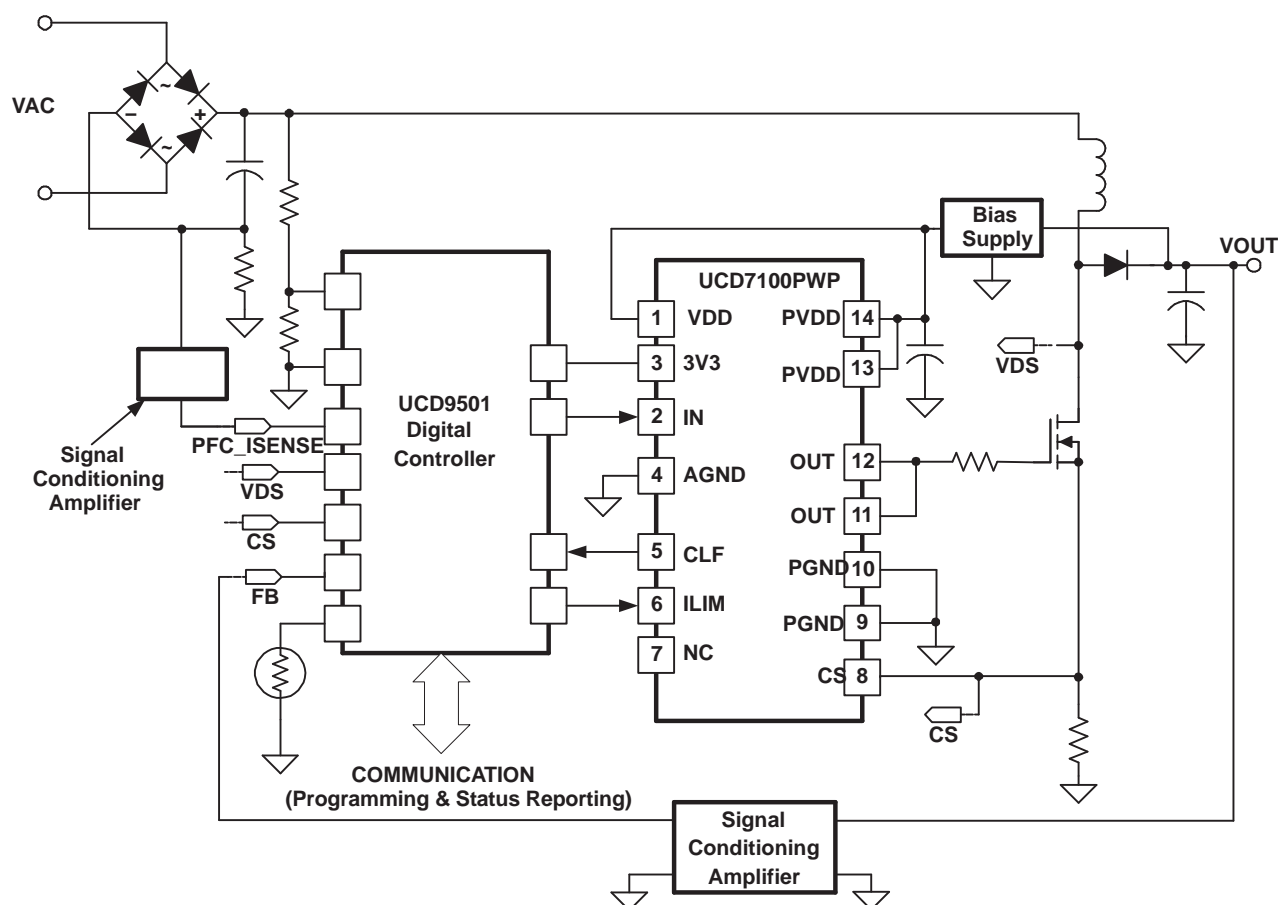 VAC
~
−
+
~
Bias
Supply
VOUT
UCD7100PWP
1
VDD
PVDD
14
3
3V3
PVDD
13
VDS
UCD9501
Digital
Controller
2
IN
PFC_ISENSE
Signal
Conditioning
Amplifier
OUT
12
4
AGND
VDS
OUT
11
CS
5
CLF
PGND
10
FB
6
ILIM
PGND
9
7
NC
CS
8
CS
COMMUNICATION
(Programming & Status Reporting)
Signal
Conditioning
Amplifier